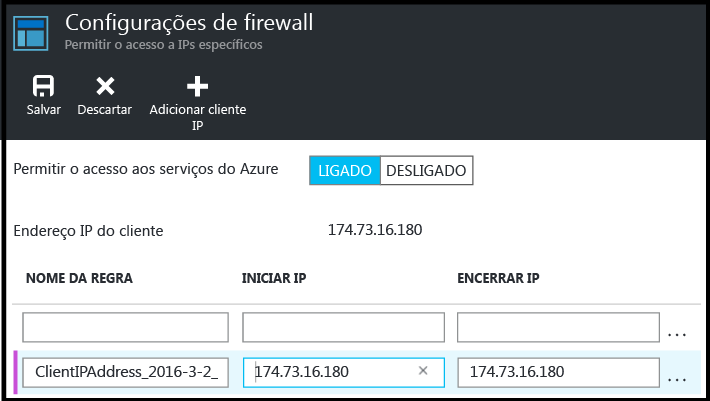 Configurações de firewall
Permitir o acesso a IPs específicos
Salvar Descartar Adicionar cliente
IP
Permitir o acesso aos serviços do Azure LIGADO DESLIGADO
Endereço IP do cliente 174.73.16.180
NOME DA REGRA INICIAR IP ENCERRAR IP
...
ClientIPAddress_2016-3-2_ 174.73.16.180 × 174.73.16.180 ...